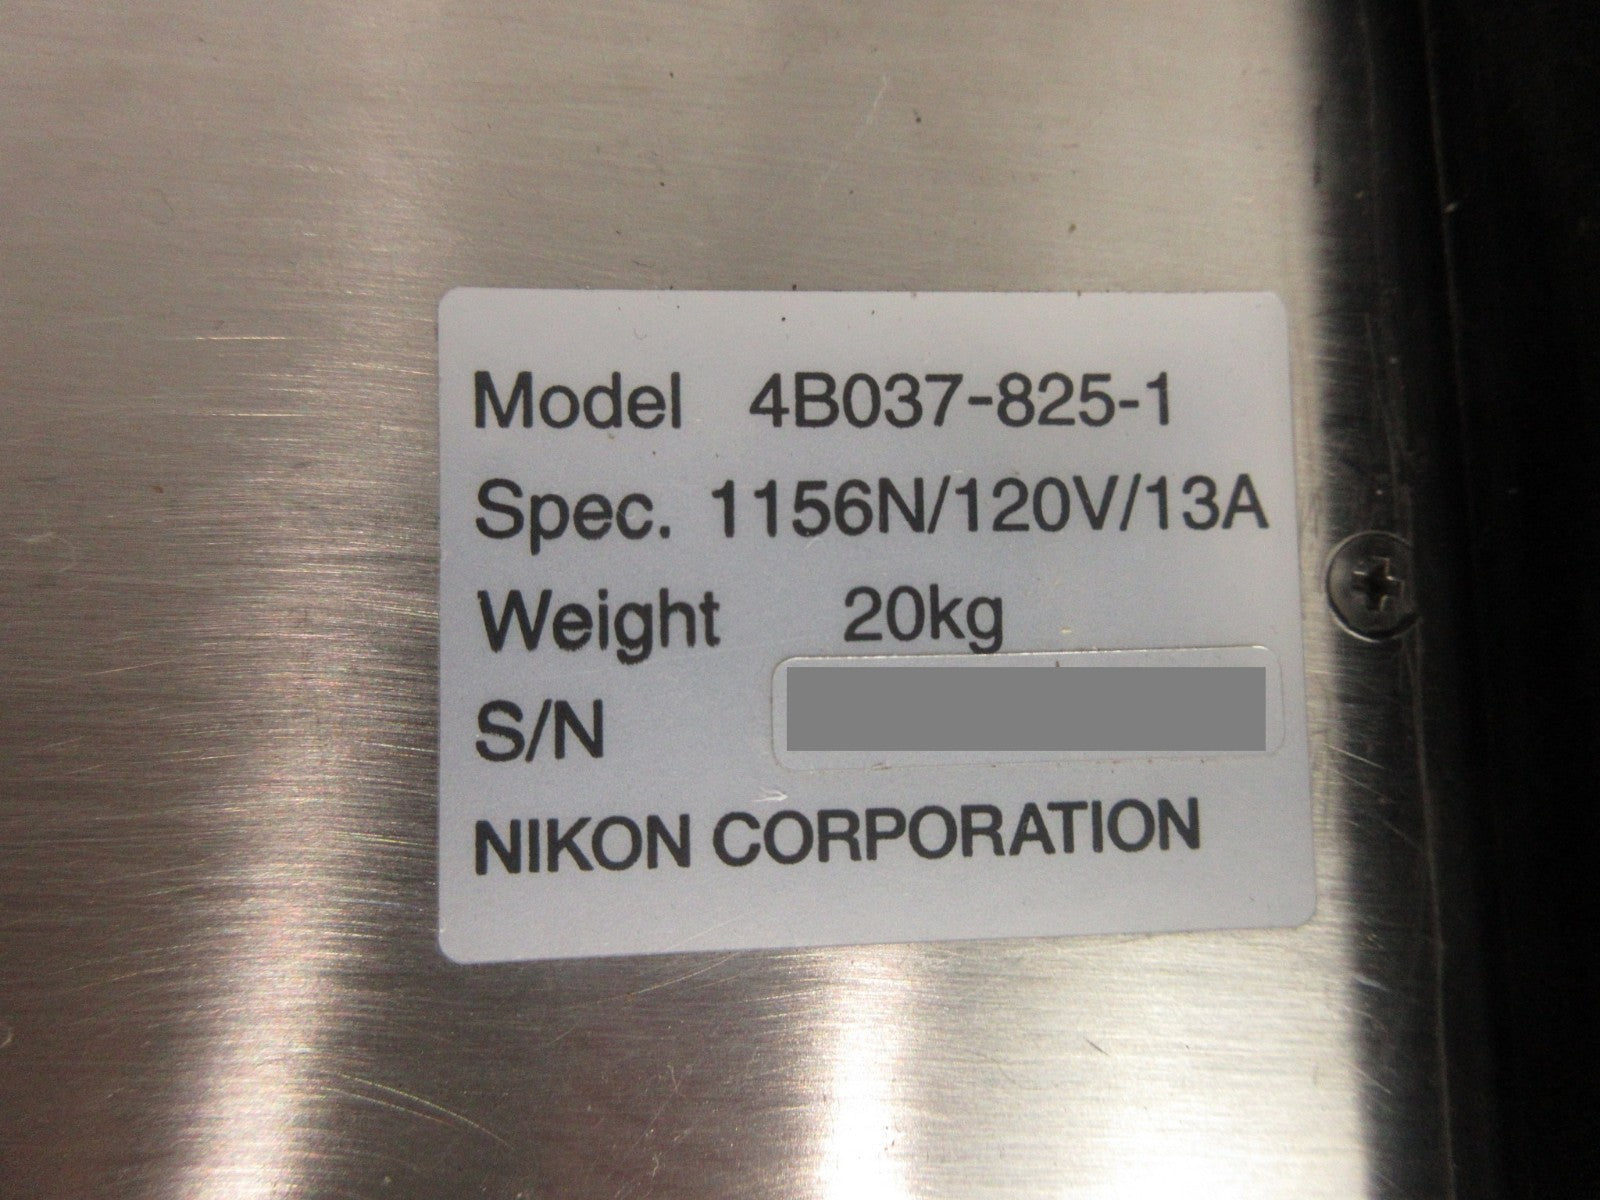 Model 4B037-825-1
Spec. 1156N/120V/13A
Weight 20kg
S/N
NIKON CORPORATION